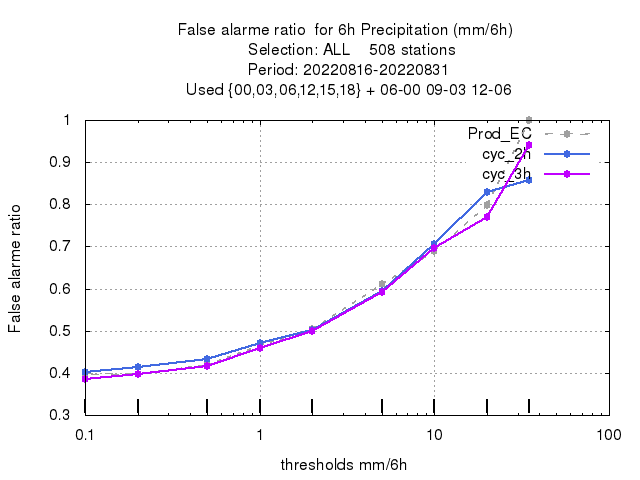 False alarme ratio  for 6h Precipitation (mm/6h)
Selection: ALL    508 stations
Period: 20220816-20220831
Used {00,03,06,12,15,18} + 06-00 09-03 12-06
Prod_EC
cyc_2h
cyc_3h
1
0.9
0.8
0.7
0.6
0.5
0.4
0.3
False alarme ratio
0.1
1
10
100
thresholds mm/6h